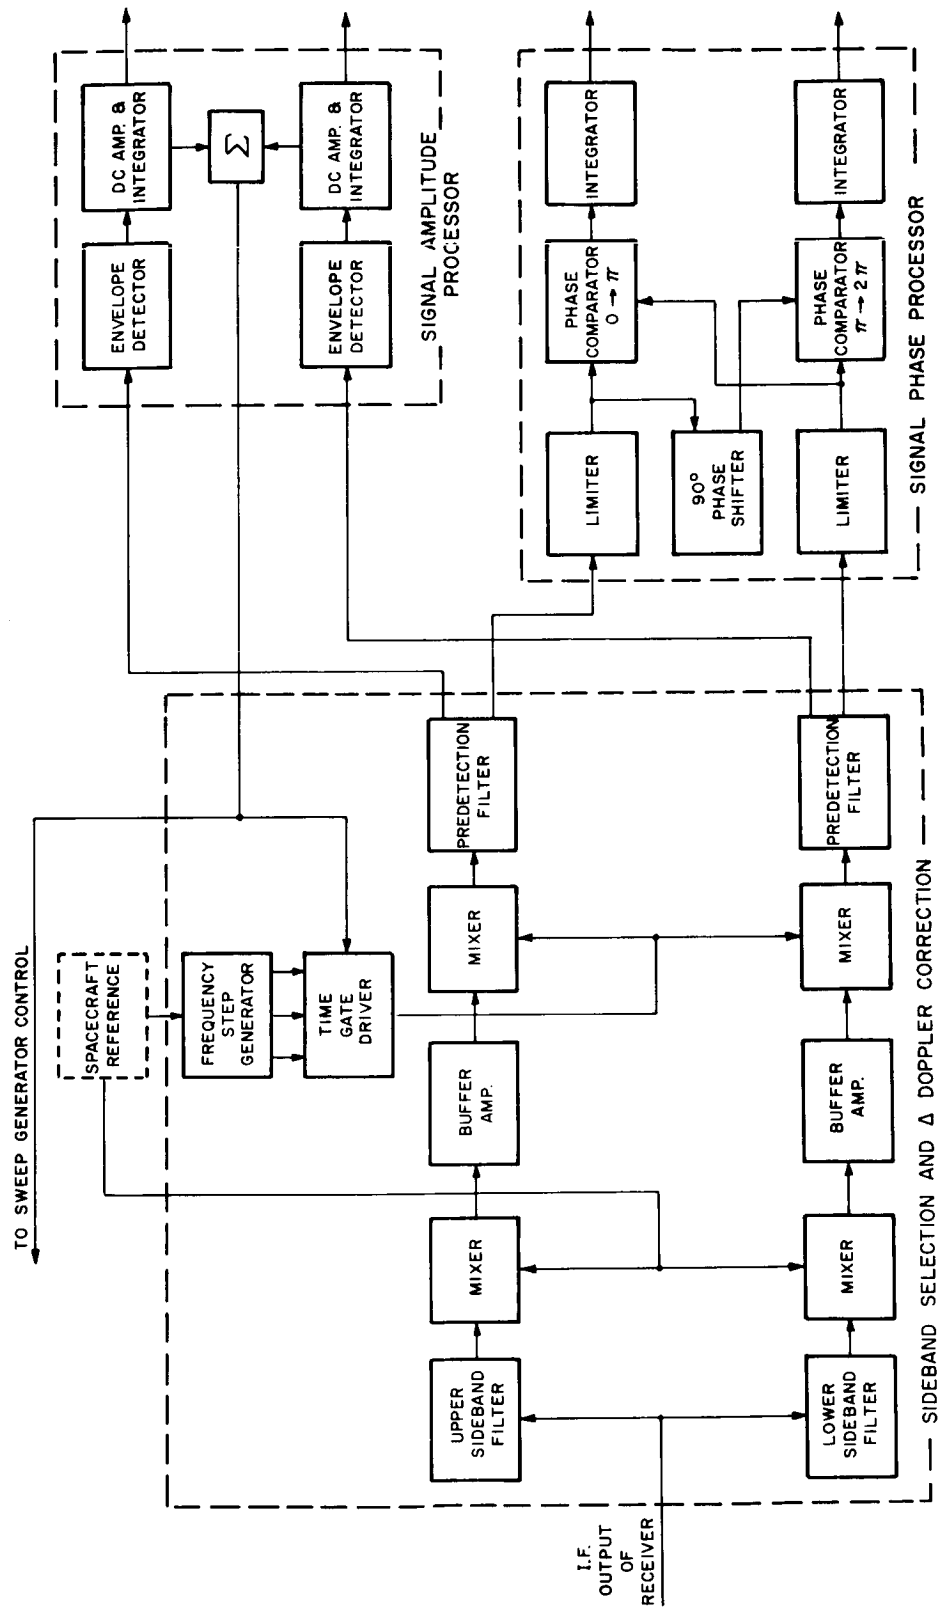 TO SWEEP GENERATOR CONTROL
SPACECRAFT
REFERENCE
FREQUENCY
STEP
GENERATOR
TIME
GATE
DRIVER
I.F.
OUTPUT
OF
RECEIVER
UPPER
SIDEBAND
FILTER
MIXER
BUFFER
AMP.
MIXER
PREDETECTION
FILTER
LOWER
SIDEBAND
FILTER
MIXER
BUFFER
AMP.
MIXER
PREDETECTION
FILTER
SIDEBAND SELECTION AND Δ DOPPLER CORRECTION
ENVELOPE
DETECTOR
DC AMP. &
INTEGRATOR
Σ
ENVELOPE
DETECTOR
DC AMP. &
INTEGRATOR
SIGNAL AMPLITUDE
PROCESSOR
LIMITER
PHASE
COMPARATOR
0 → π
INTEGRATOR
90°
PHASE
SHIFTER
LIMITER
PHASE
COMPARATOR
π → 2π
INTEGRATOR
SIGNAL PHASE PROCESSOR